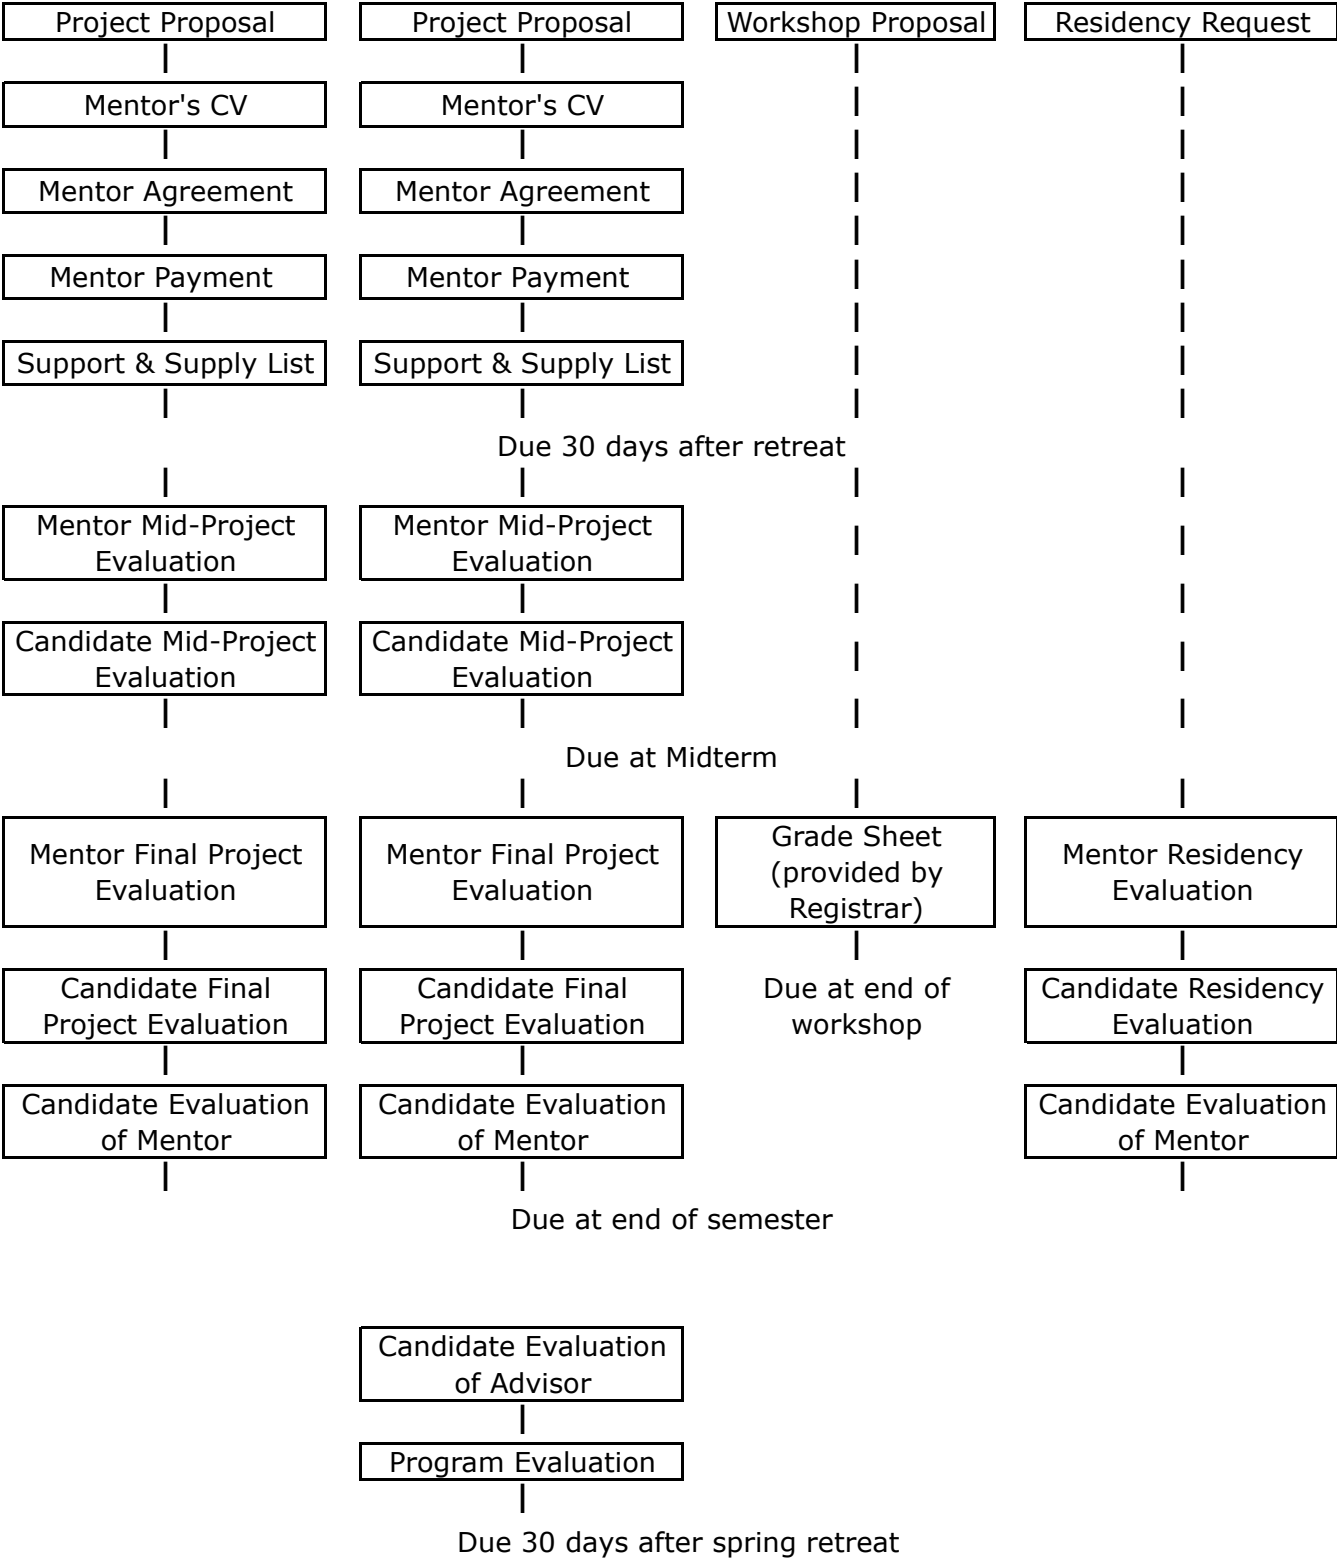 Project Proposal
Project Proposal
Workshop Proposal
Residency Request
Mentor's CV
Mentor's CV
Mentor Agreement
Mentor Agreement
Mentor Payment
Mentor Payment
Support & Supply List
Support & Supply List
Due 30 days after retreat
Mentor Mid-Project
Evaluation
Mentor Mid-Project
Evaluation
Candidate Mid-Project
Evaluation
Candidate Mid-Project
Evaluation
Due at Midterm
Mentor Final Project
Evaluation
Mentor Final Project
Evaluation
Grade Sheet
(provided by
Registrar)
Mentor Residency
Evaluation
Candidate Final
Project Evaluation
Candidate Final
Project Evaluation
Due at end of
workshop
Candidate Residency
Evaluation
Candidate Evaluation
of Mentor
Candidate Evaluation
of Mentor
Candidate Evaluation
of Mentor
Due at end of semester
Candidate Evaluation
of Advisor
Program Evaluation
Due 30 days after spring retreat